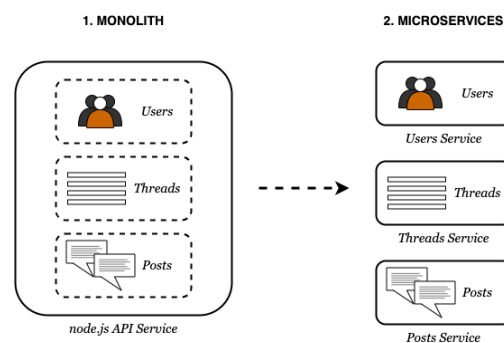 1. MONOLITH
Users
Threads
Posts
node.js API Service
2. MICROSERVICES
Users
Users Service
Threads
Threads Service
Posts
Posts Service